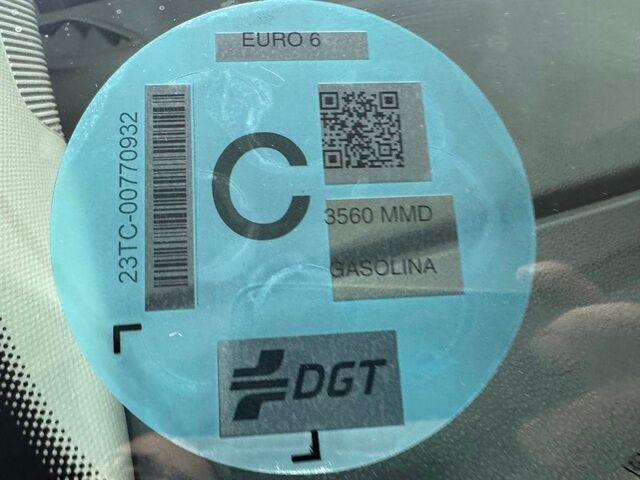 EURO 6
23TC-00770932
C
3560 MMD
GASOLINA
DGT